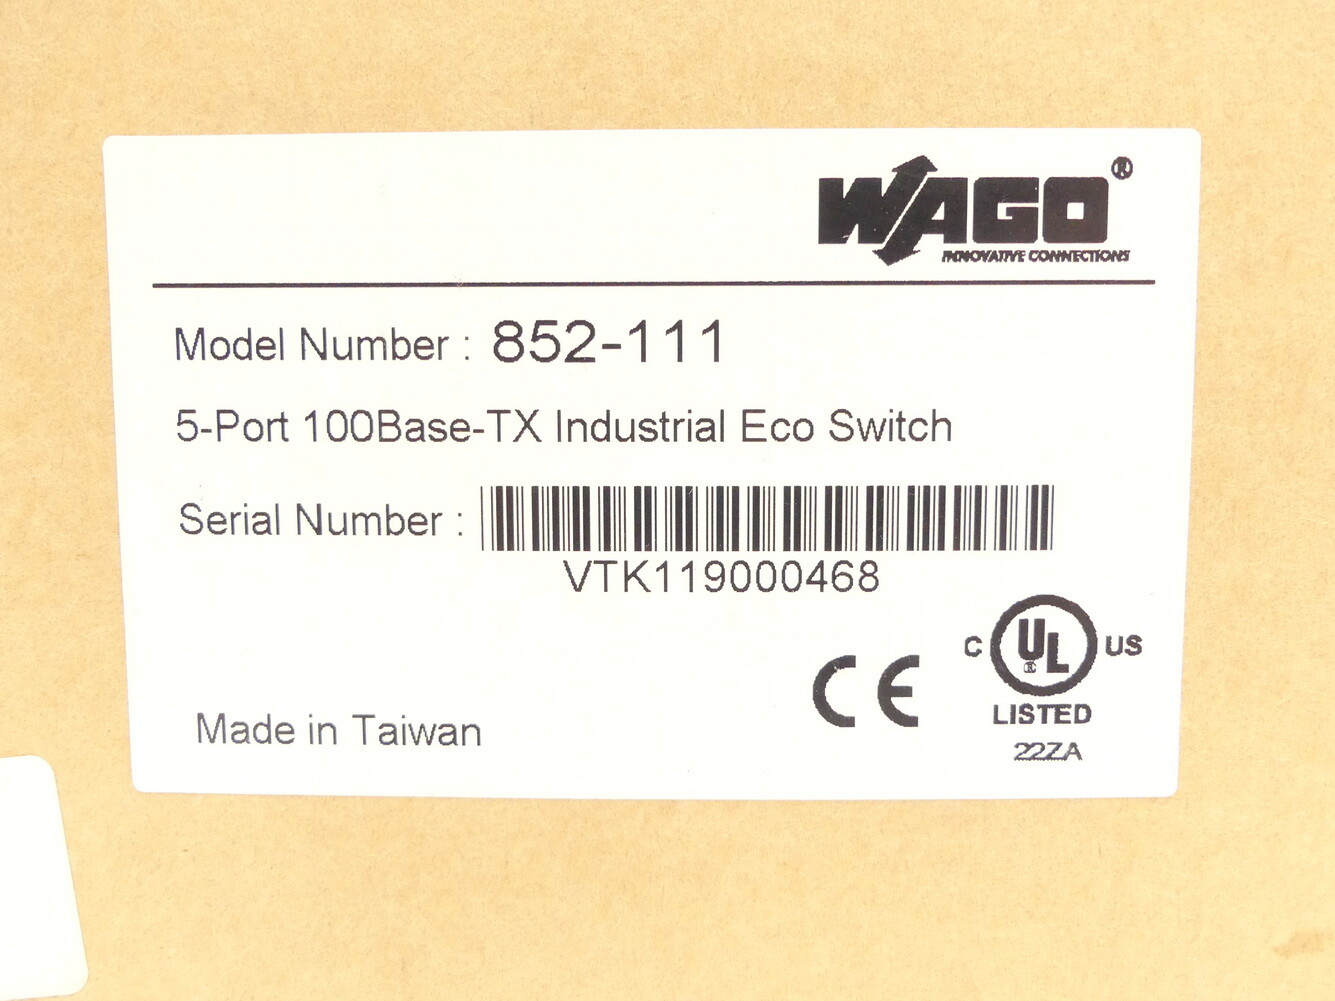 WAGO®
INNOVATIVE CONNECTIONS
Model Number : 852-111
5-Port 100Base-TX Industrial Eco Switch
Serial Number :
VTK119000468
C UL® US
LISTED
22ZA
CE
Made in Taiwan